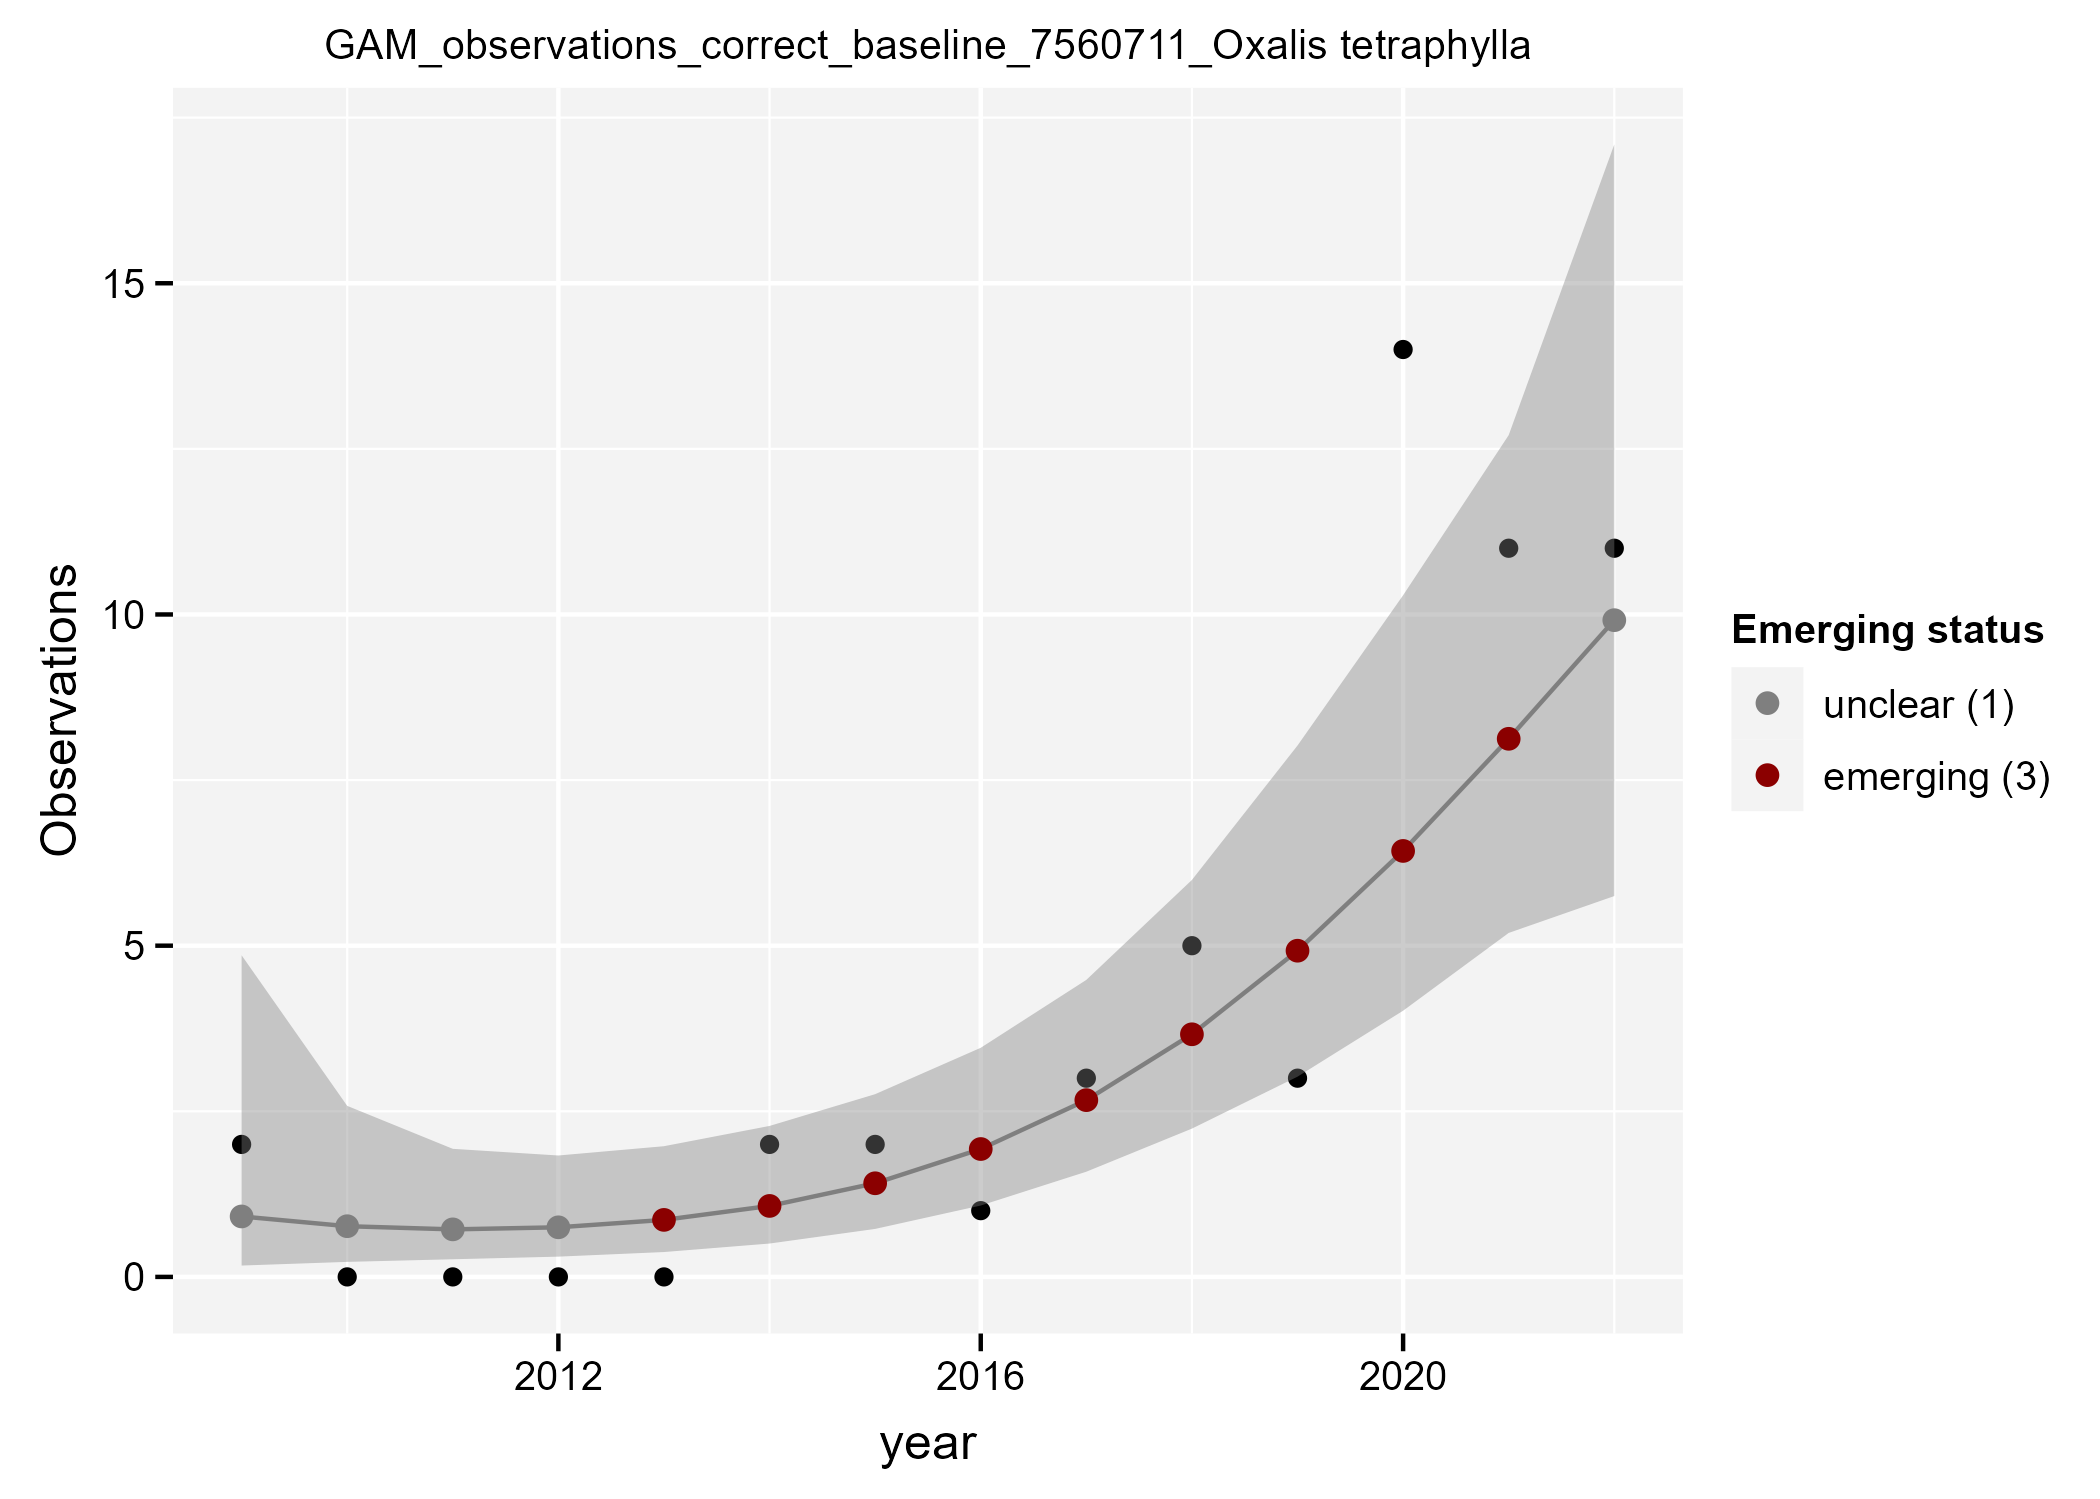 GAM_observations_correct_baseline_7560711_Oxalis tetraphylla
15
10
5
0
Observations
2012
2016
2020
year
Emerging status
unclear (1)
emerging (3)